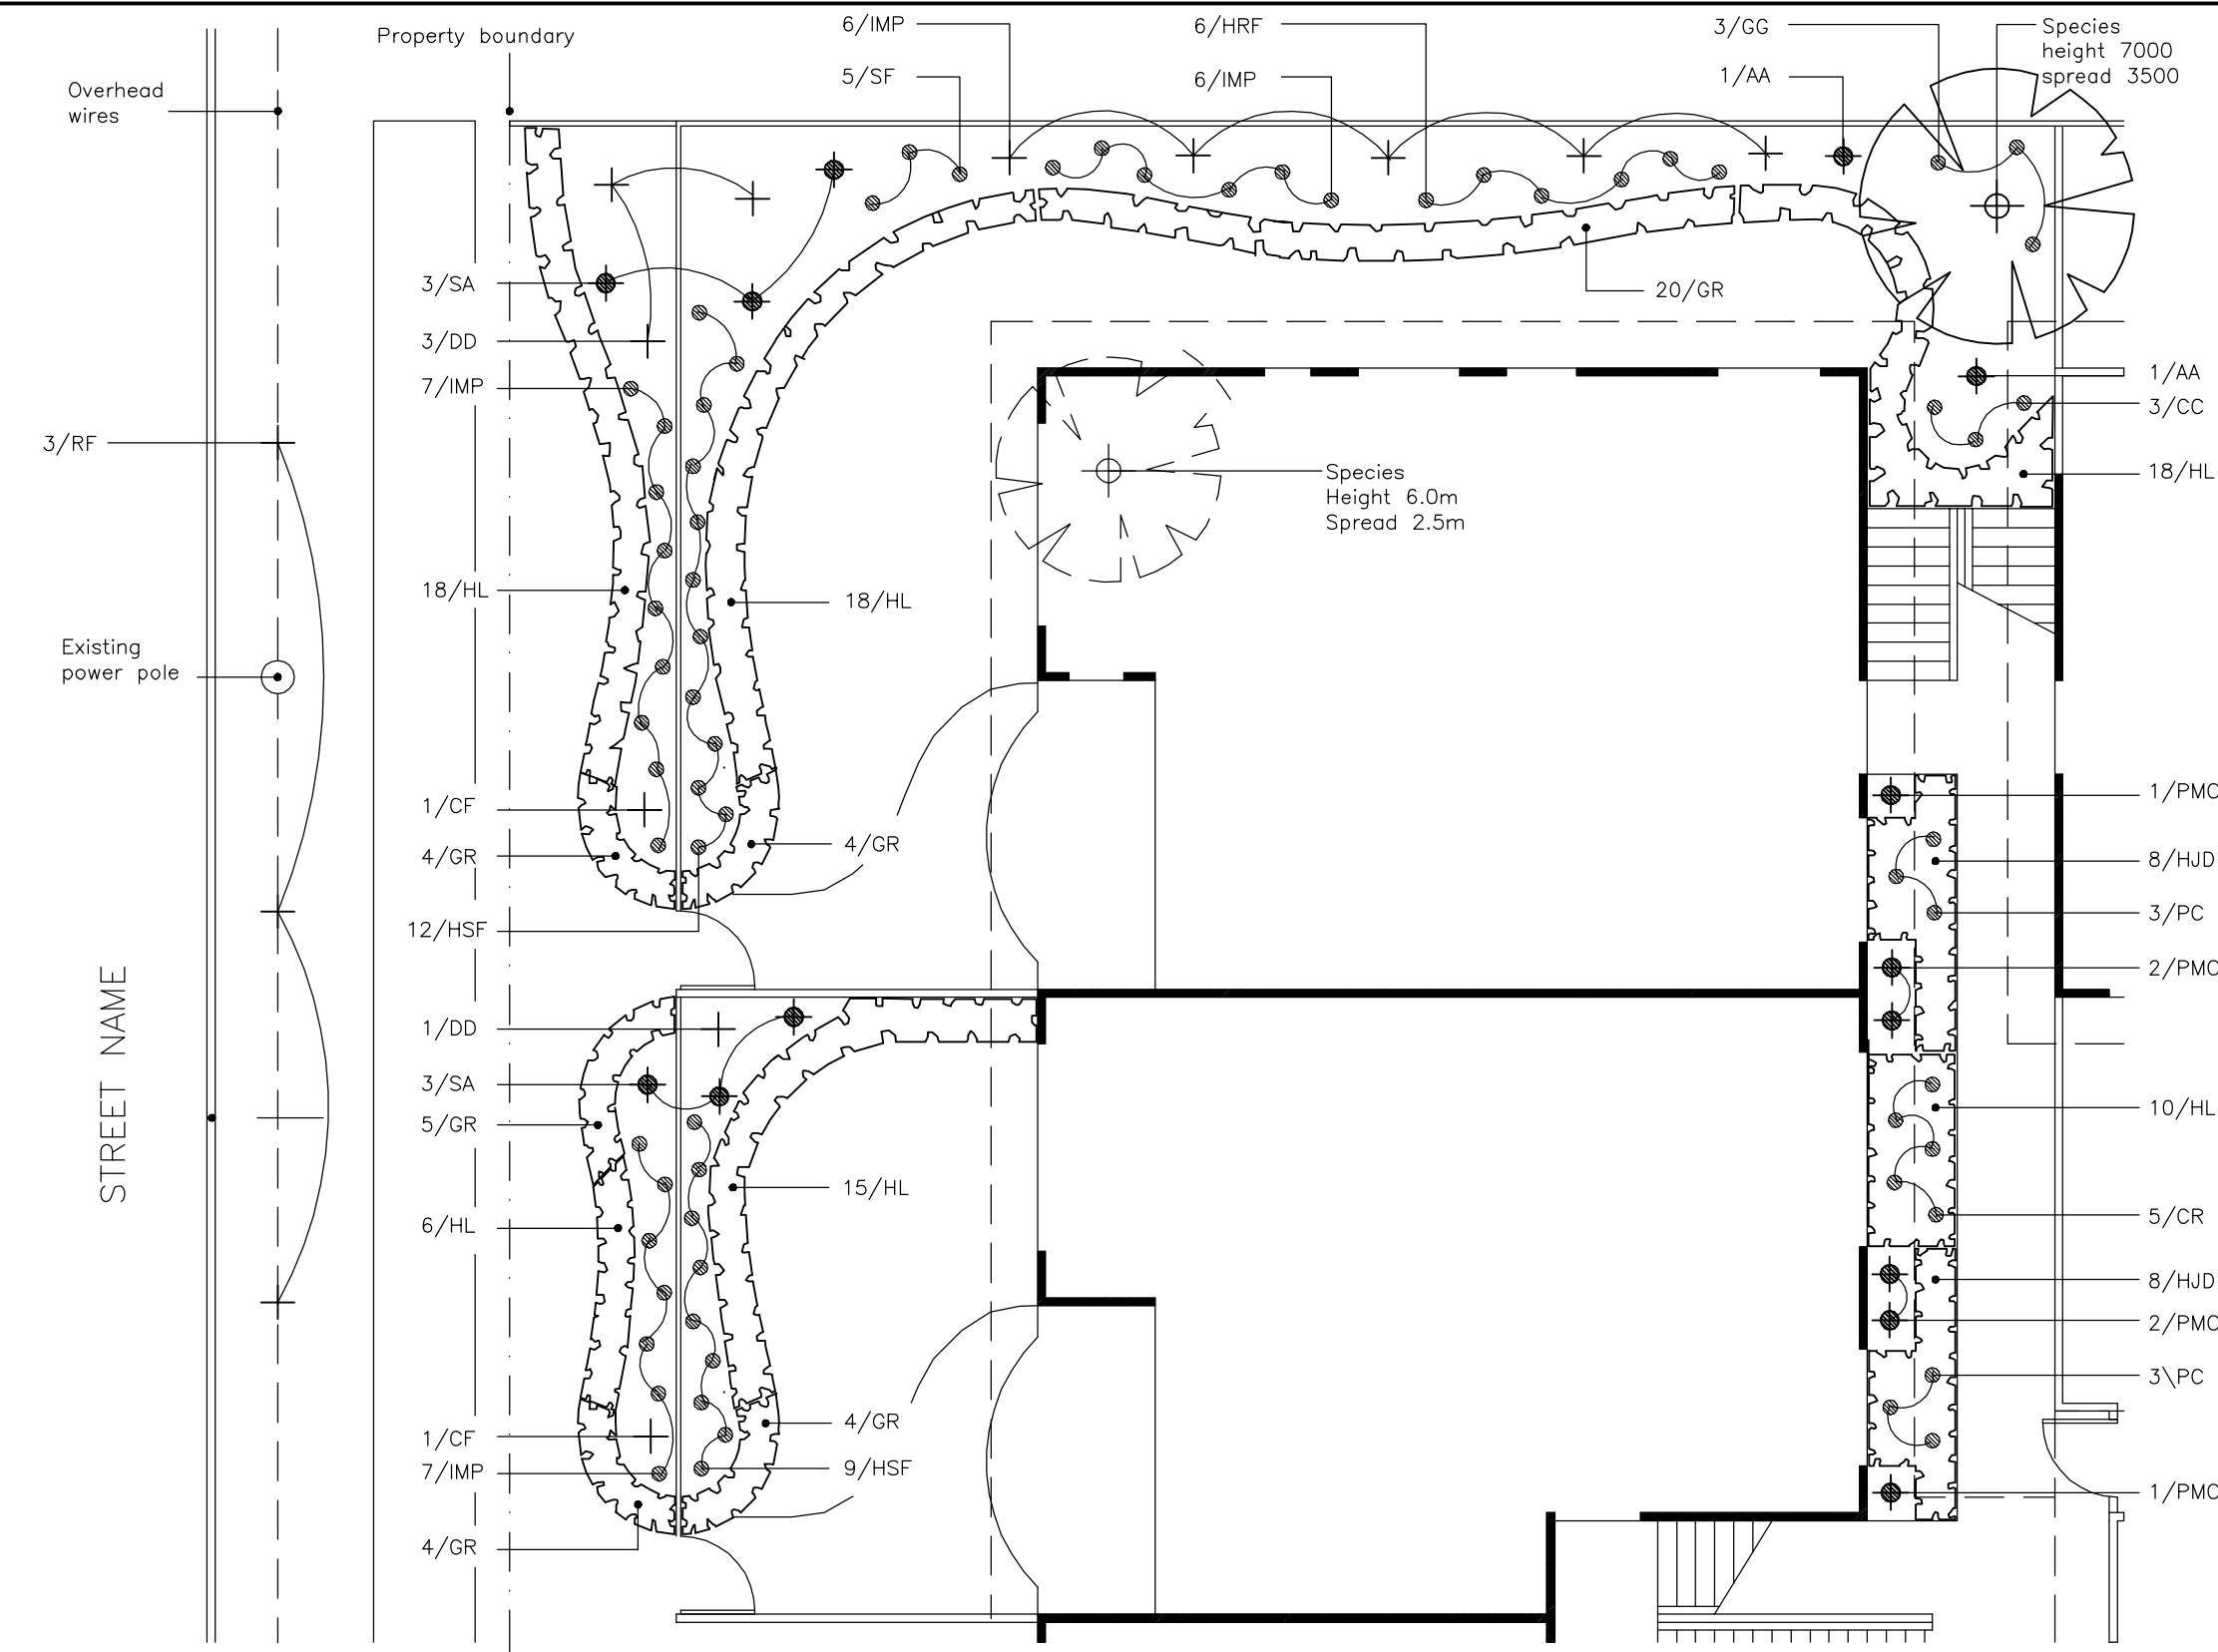 Property boundary
6/IMP
6/HRF
3/GG
Species
height 7000
spread 3500
5/SF
6/IMP
1/AA
Overhead
wires
3/SA
20/GR
3/DD
1/AA
7/IMP
3/CC
3/RF
18/HL
Species
Height 6.0m
Spread 2.5m
18/HL
18/HL
Existing
power pole
1/PMC
1/CF
4/GR
4/GR
8/HJD
3/PC
12/HSF
2/PMC
STREET NAME
1/DD
3/SA
10/HL
5/GR
15/HL
5/CR
6/HL
8/HJD
2/PMC
3\PC
4/GR
1/CF
7/IMP
9/HSF
1/PMC
4/GR